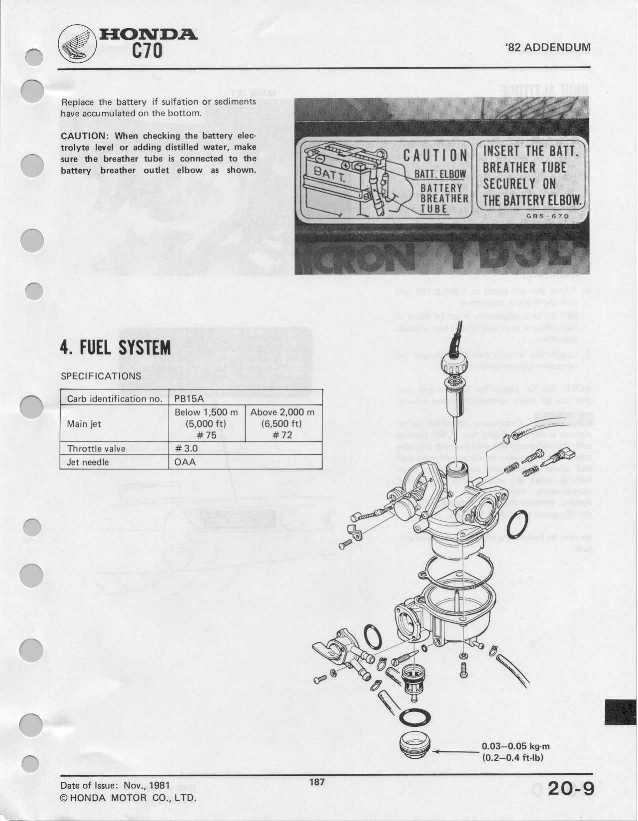 HONDA
C70
'82 ADDENDUM
Replace the battery if sulfation or sediments
have accumulated on the bottom.
CAUTION: When checking the battery elec-
trolyte level or adding distilled water, make
sure the breather tube is connected to the
battery breather outlet elbow as shown.
BATT.
CAUTION
BATT. ELBOW
BATTERY
BREATHER
TUBE
INSERT THE BATT.
BREATHER TUBE
SECURELY ON
THE BATTERY ELBOW.
GBS-670
4. FUEL SYSTEM
SPECIFICATIONS
Carb identification no. PB15A
Main jet
Below 1,500 m
(5,000 ft)
#75
Above 2,000 m
(6,500 ft)
#72
Throttle valve #3.0
Jet needle OAA
0.03–0.05 kg-m
(0.2–0.4 ft-lb)
Date of Issue: Nov., 1981
© HONDA MOTOR CO., LTD.
187
20-9